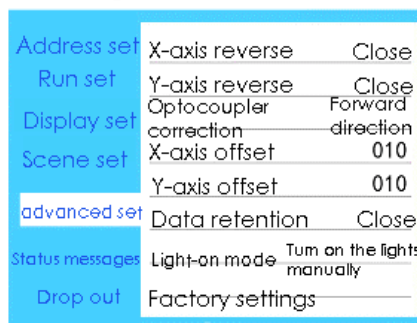 Address set
Run set
Display set
Scene set
advanced set
Status messages
Drop out
X-axis reverse Close
Y-axis reverse Close
Optocoupler Forward
correction direction
X-axis offset 010
Y-axis offset 010
Data retention Close
Light-on mode Turn on the lights
manually
Factory settings